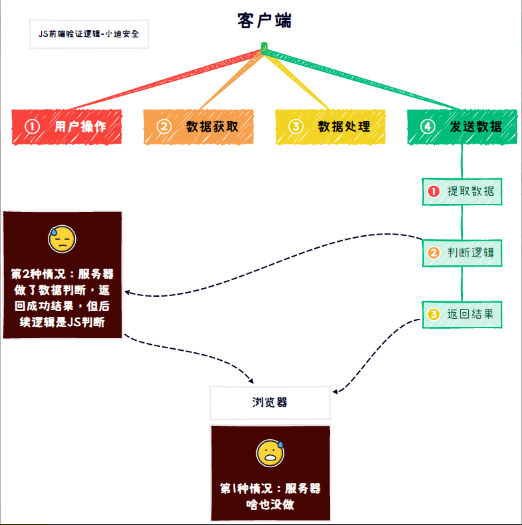 客户端
JS前端验证逻辑-小迪安全
① 用户操作
② 数据获取
③ 数据处理
④ 发送数据
❶ 提取数据
❷ 判断逻辑
❸ 返回结果
第2种情况：服务器
做了数据判断，返
回成功结果，但后
续逻辑是JS判断
浏览器
第1种情况：服务器
啥也没做